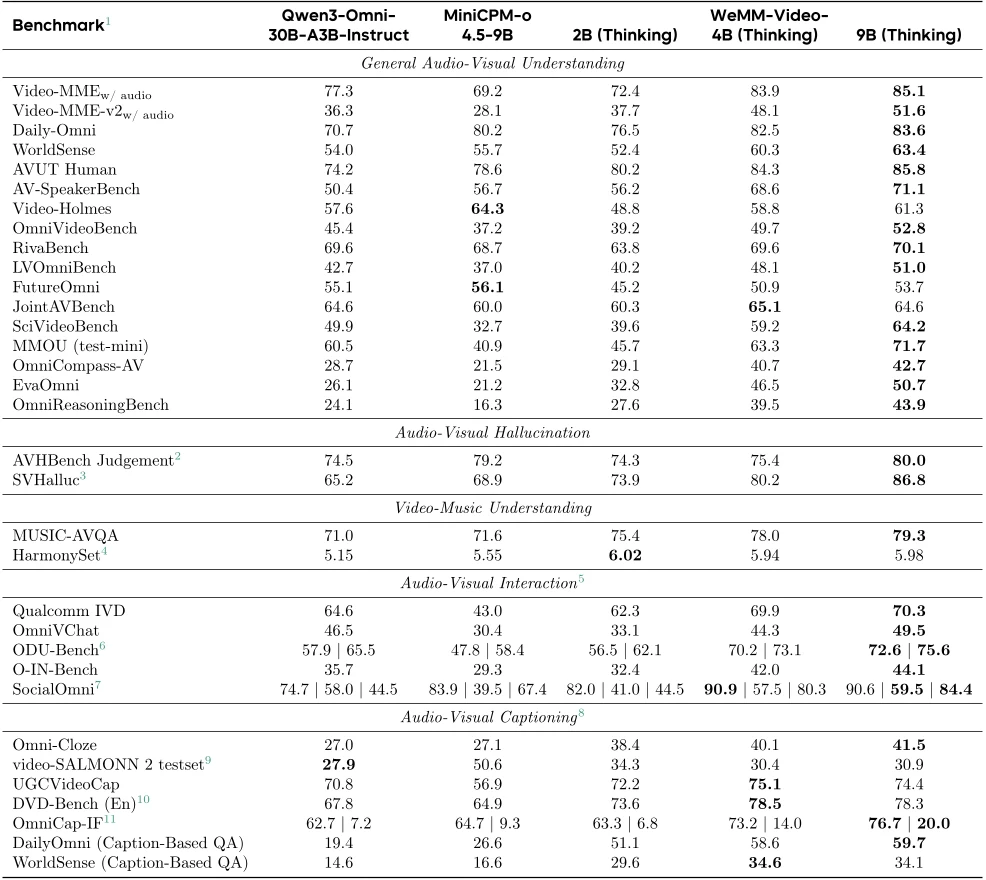 Benchmark1 Qwen3-Omni-30B-A3B-Instruct MiniCPM-o 4.5-9B 2B (Thinking) WeMM-Video-4B (Thinking) 9B (Thinking)
General Audio-Visual Understanding
Video-MMEw/ audio 77.3 69.2 72.4 83.9 85.1
Video-MME-v2w/ audio 36.3 28.1 37.7 48.1 51.6
Daily-Omni 70.7 80.2 76.5 82.5 83.6
WorldSense 54.0 55.7 52.4 60.3 63.4
AVUT Human 74.2 78.6 80.2 84.3 85.8
AV-SpeakerBench 50.4 56.7 56.2 68.6 71.1
Video-Holmes 57.6 64.3 48.8 58.8 61.3
OmniVideoBench 45.4 37.2 39.2 49.7 52.8
RivaBench 69.6 68.7 63.8 69.6 70.1
LVOmniBench 42.7 37.0 40.2 48.1 51.0
FutureOmni 55.1 56.1 45.2 50.9 53.7
JointAVBench 64.6 60.0 60.3 65.1 64.6
SciVideoBench 49.9 32.7 39.6 59.2 64.2
MMOU (test-mini) 60.5 40.9 45.7 63.3 71.7
OmniCompass-AV 28.7 21.5 29.1 40.7 42.7
EvaOmni 26.1 21.2 32.8 46.5 50.7
OmniReasoningBench 24.1 16.3 27.6 39.5 43.9
Audio-Visual Hallucination
AVHBench Judgement2 74.5 79.2 74.3 75.4 80.0
SVHalluc3 65.2 68.9 73.9 80.2 86.8
Video-Music Understanding
MUSIC-AVQA 71.0 71.6 75.4 78.0 79.3
HarmonySet4 5.15 5.55 6.02 5.94 5.98
Audio-Visual Interaction5
Qualcomm IVD 64.6 43.0 62.3 69.9 70.3
OmniVChat 46.5 30.4 33.1 44.3 49.5
ODU-Bench6 57.9 | 65.5 47.8 | 58.4 56.5 | 62.1 70.2 | 73.1 72.6 | 75.6
O-IN-Bench 35.7 29.3 32.4 42.0 44.1
SocialOmni7 74.7 | 58.0 | 44.5 83.9 | 39.5 | 67.4 82.0 | 41.0 | 44.5 90.9 | 57.5 | 80.3 90.6 | 59.5 | 84.4
Audio-Visual Captioning8
Omni-Cloze 27.0 27.1 38.4 40.1 41.5
video-SALMONN 2 testset9 27.9 50.6 34.3 30.4 30.9
UGCVideoCap 70.8 56.9 72.2 75.1 74.4
DVD-Bench (En)10 67.8 64.9 73.6 78.5 78.3
OmniCap-IF11 62.7 | 7.2 64.7 | 9.3 63.3 | 6.8 73.2 | 14.0 76.7 | 20.0
DailyOmni (Caption-Based QA) 19.4 26.6 51.1 58.6 59.7
WorldSense (Caption-Based QA) 14.6 16.6 29.6 34.6 34.1